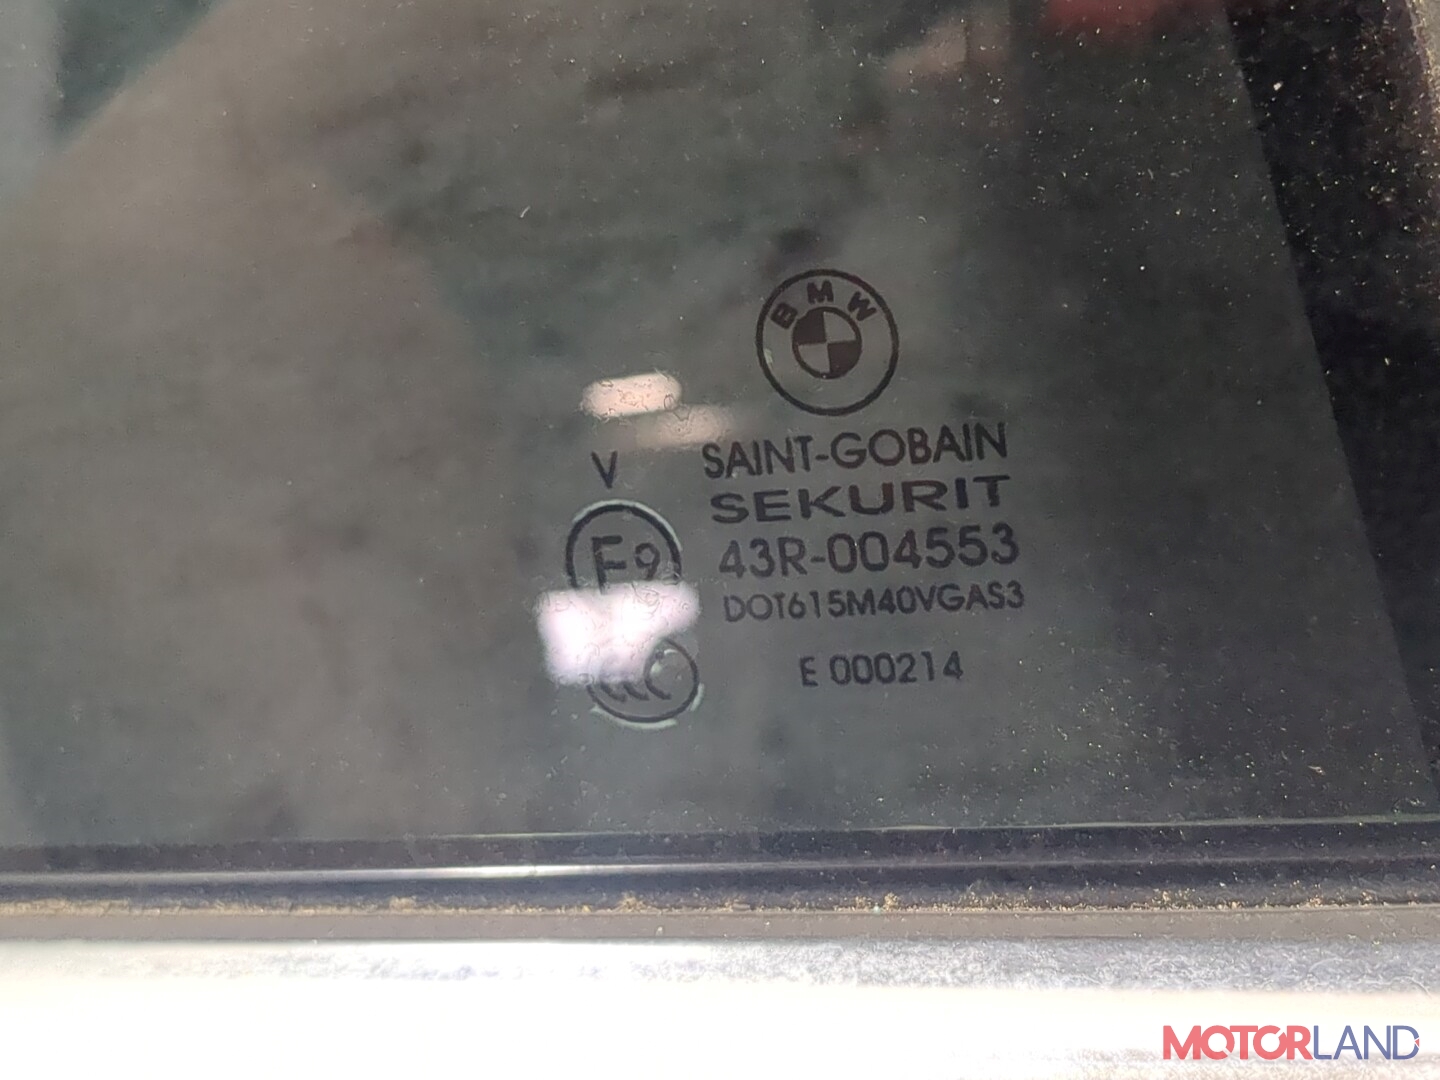 BMW
V
SAINT-GOBAIN
SEKURIT
E9
43R-004553
DOT615M40VGAS3
E 000214
MOTORLAND